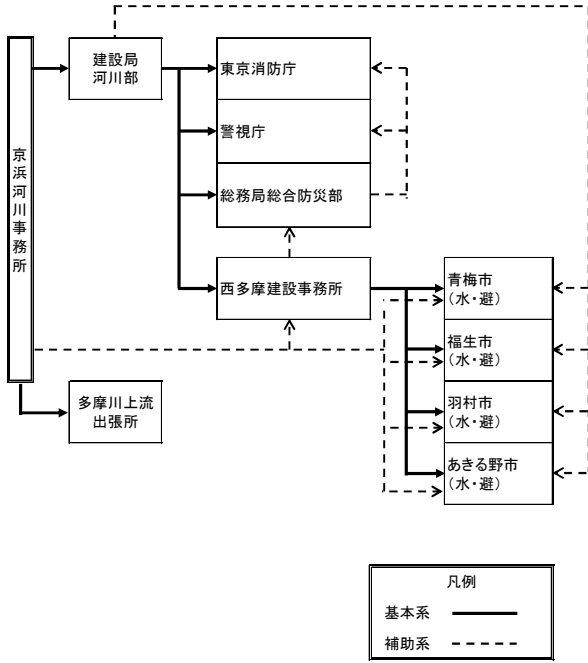 京浜河川事務所
建設局
河川部
東京消防庁
警視庁
総務局総合防災部
西多摩建設事務所
青梅市
(水・避)
福生市
(水・避)
羽村市
(水・避)
あきる野市
(水・避)
多摩川上流
出張所
凡例
基本系
補助系